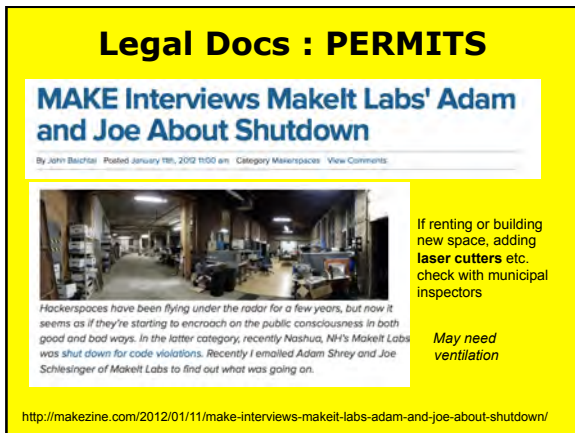 Legal Docs : PERMITS
MAKE Interviews MakeIt Labs' Adam
and Joe About Shutdown
By John Baichtal Posted January 11th, 2012 11:00 am Category Makerspaces View Comments
If renting or building
new space, adding
laser cutters etc.
check with municipal
inspectors
Hackerspaces have been flying under the radar for a few years, but now it
seems as if they're starting to encroach on the public consciousness in both
good and bad ways. In the latter category, recently Nashua, NH's MakeIt Labs
was shut down for code violations. Recently I emailed Adam Shrey and Joe
Schlesinger of MakeIt Labs to find out what was going on.
May need
ventilation
http://makezine.com/2012/01/11/make-interviews-makeit-labs-adam-and-joe-about-shutdown/